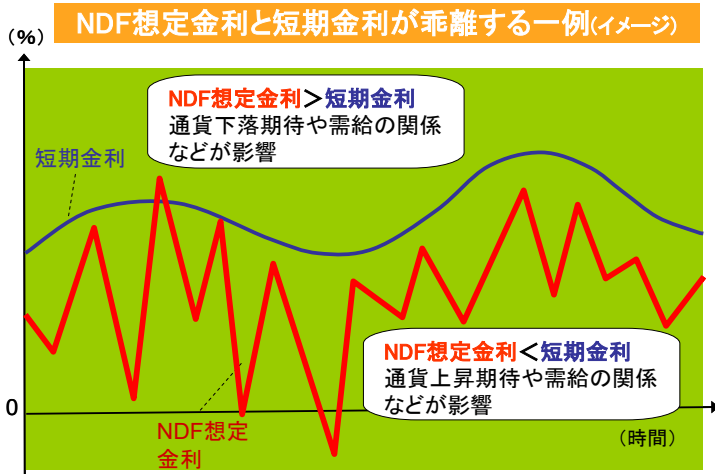 NDF想定金利と短期金利が乖離する一例(イメージ)
(%)
NDF想定金利>短期金利
通貨下落期待や需給の関係
などが影響
短期金利
NDF想定金利<短期金利
通貨上昇期待や需給の関係
などが影響
0
NDF想定
金利
(時間)